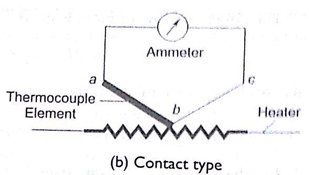 Ammeter
a
c
Thermocouple
Element
b
Heater
(b) Contact type